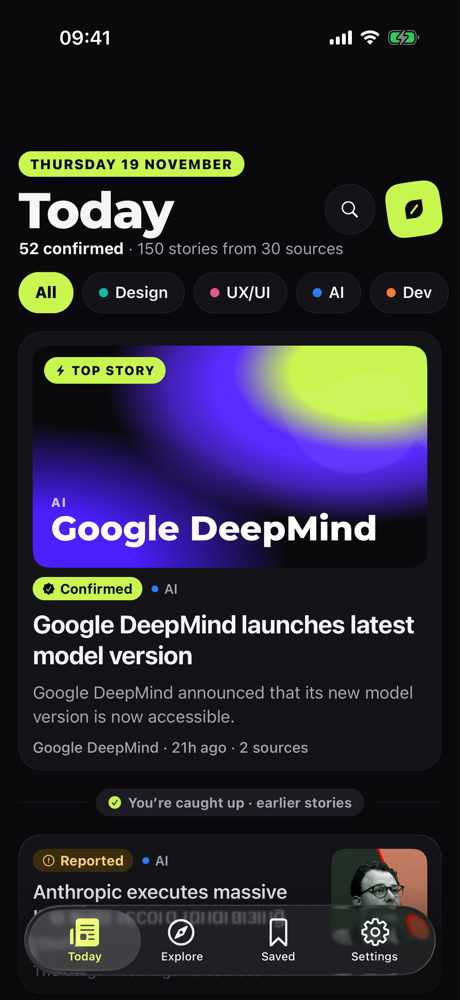 09:41
THURSDAY 19 NOVEMBER
Today
52 confirmed · 150 stories from 30 sources
All
Design
UX/UI
AI
Dev
TOP STORY
AI
Google DeepMind
Confirmed
AI
Google DeepMind launches latest
model version
Google DeepMind announced that its new model
version is now accessible.
Google DeepMind · 21h ago · 2 sources
You’re caught up · earlier stories
Reported
AI
Anthropic executes massive
Today
Explore
Saved
Settings